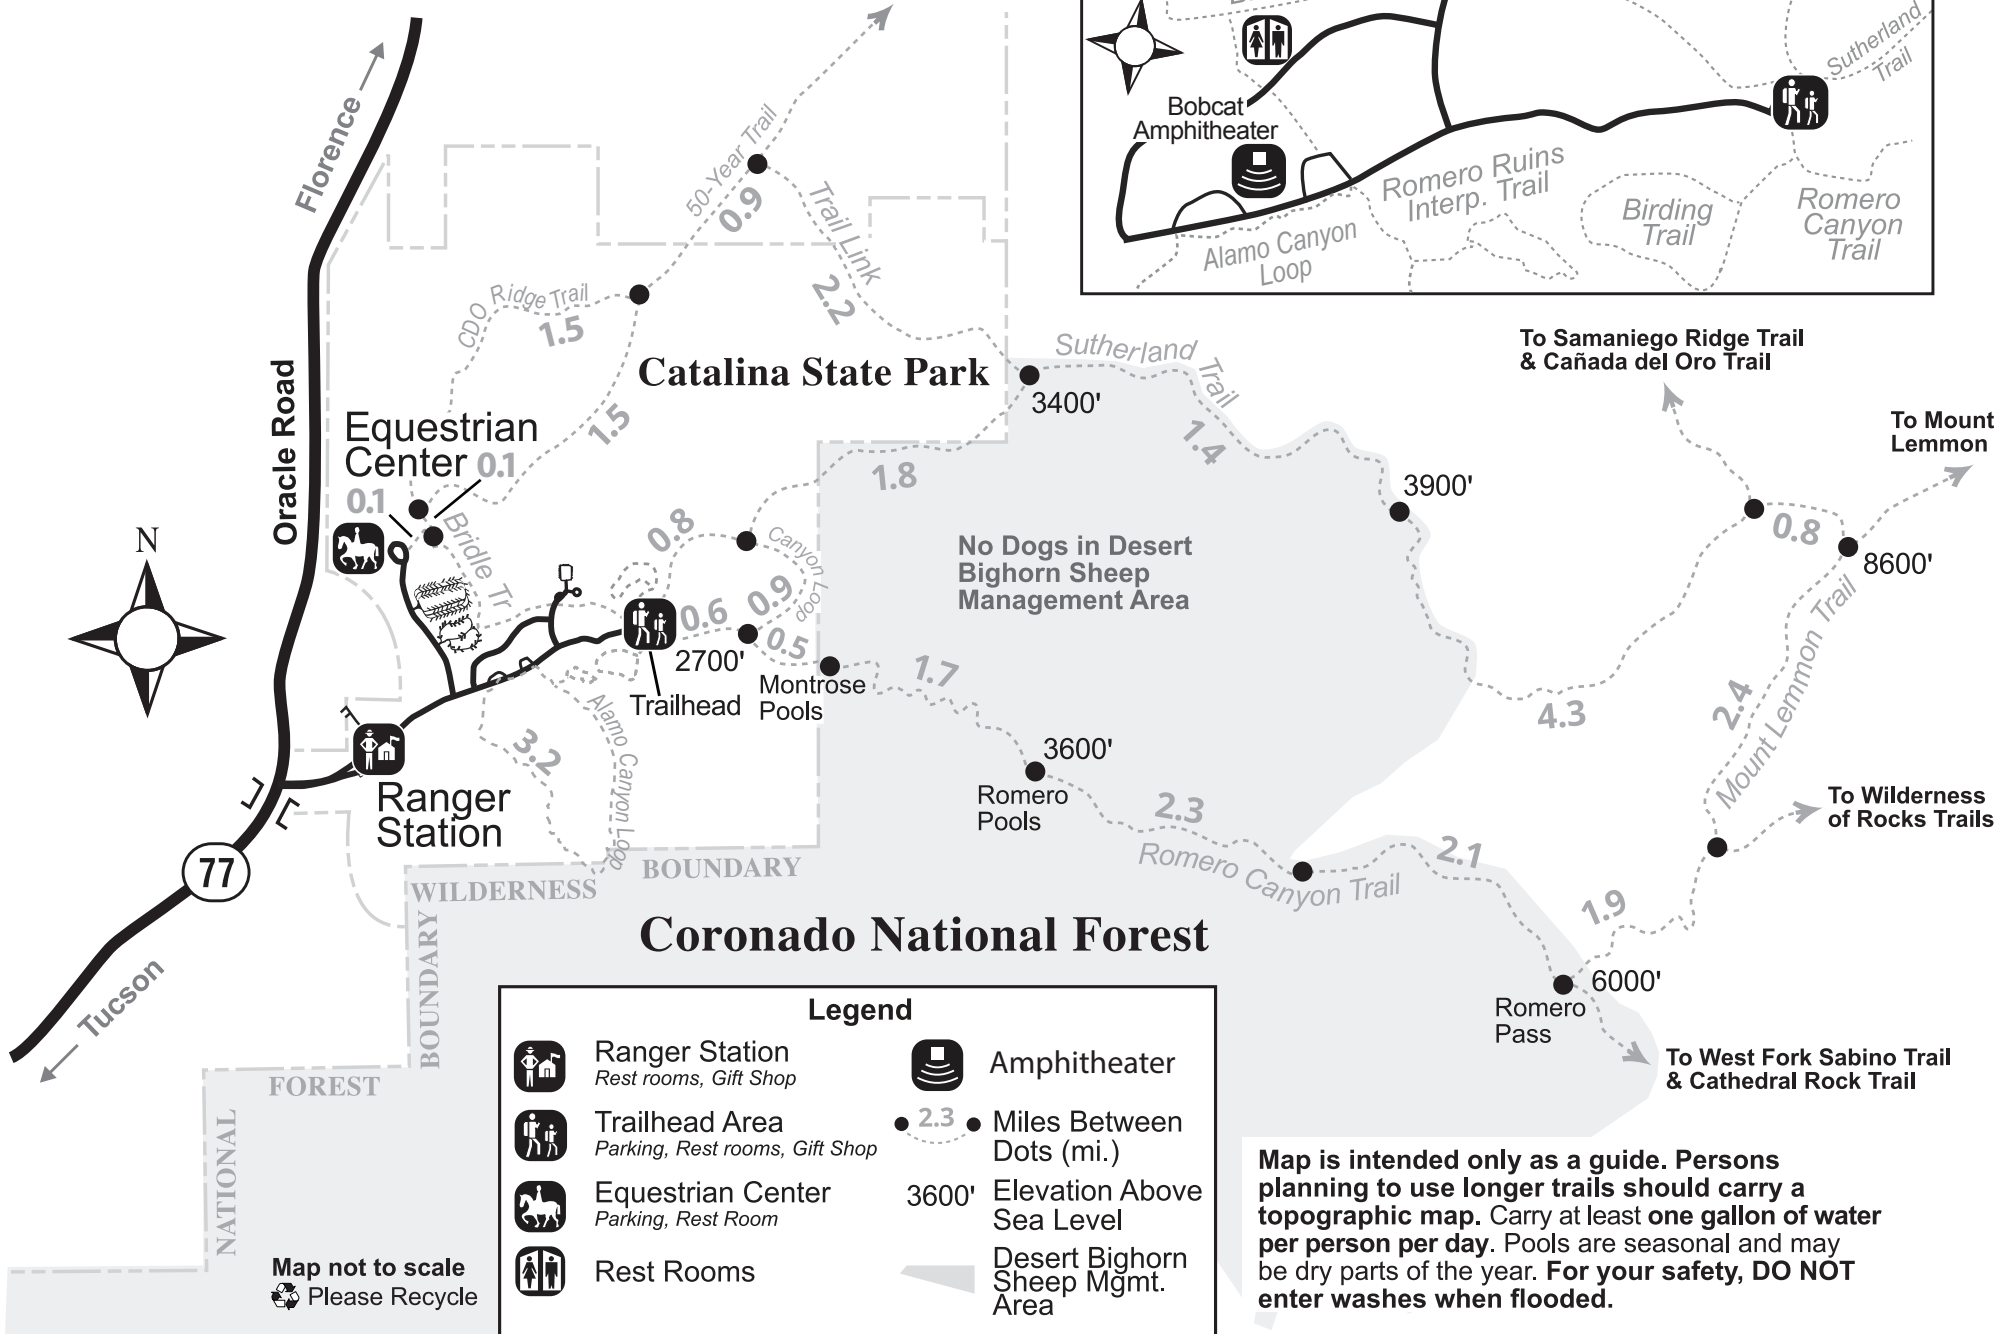 Sutherland
Trail
Bobcat
Amphitheater
Romero Ruins
Interp. Trail
Birding
Trail
Romero
Canyon
Trail
Alamo Canyon
Loop
Florence
50-Year Trail
0.9
Trail Link
2.2
CDO Ridge Trail
1.5
Oracle Road
Catalina State Park
Sutherland Trail
3400'
1.5
1.4
To Samaniego Ridge Trail
& Cañada del Oro Trail
To Mount
Lemmon
Equestrian
Center
0.1
0.1
1.8
3900'
N
Bridle Tr
0.8
Canyon Loop
0.9
No Dogs in Desert
Bighorn Sheep
Management Area
0.8
8600'
0.6
0.5
2700'
Trailhead
Montrose
Pools
1.7
4.3
2.4
Mount Lemmon Trail
3.2
Alamo Canyon Loop
Ranger
Station
3600'
Romero
Pools
2.3
Romero Canyon Trail
2.1
To Wilderness
of Rocks Trails
77
WILDERNESS
BOUNDARY
1.9
Coronado National Forest
Tucson
BOUNDARY
6000'
Romero
Pass
To West Fork Sabino Trail
& Cathedral Rock Trail
FOREST
NATIONAL
Legend
Ranger Station
Rest rooms, Gift Shop
Trailhead Area
Parking, Rest rooms, Gift Shop
Equestrian Center
Parking, Rest Room
Rest Rooms
Amphitheater
2.3
Miles Between
Dots (mi.)
3600'
Elevation Above
Sea Level
Desert Bighorn
Sheep Mgmt.
Area
Map not to scale
Please Recycle
Map is intended only as a guide. Persons
planning to use longer trails should carry a
topographic map. Carry at least one gallon of water
per person per day. Pools are seasonal and may
be dry parts of the year. For your safety, DO NOT
enter washes when flooded.